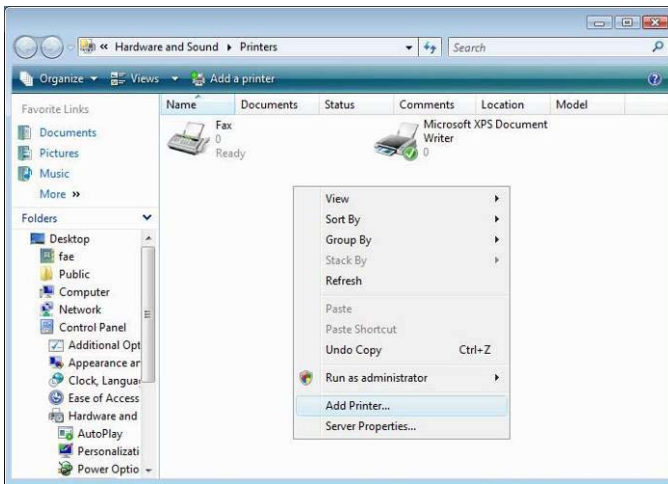 « Hardware and Sound ▸ Printers
Search
Organize Views Add a printer
Favorite Links
Documents
Pictures
Music
More »
Folders
Desktop
fae
Public
Computer
Network
Control Panel
Additional Opt
Appearance an
Clock, Languag
Ease of Access
Hardware and
AutoPlay
Personalizati
Power Optio
Name Documents Status Comments Location Model
Fax
0
Ready
Microsoft XPS Document
Writer
0
View
Sort By
Group By
Stack By
Refresh
Paste
Paste Shortcut
Undo Copy Ctrl+Z
Run as administrator
Add Printer...
Server Properties...